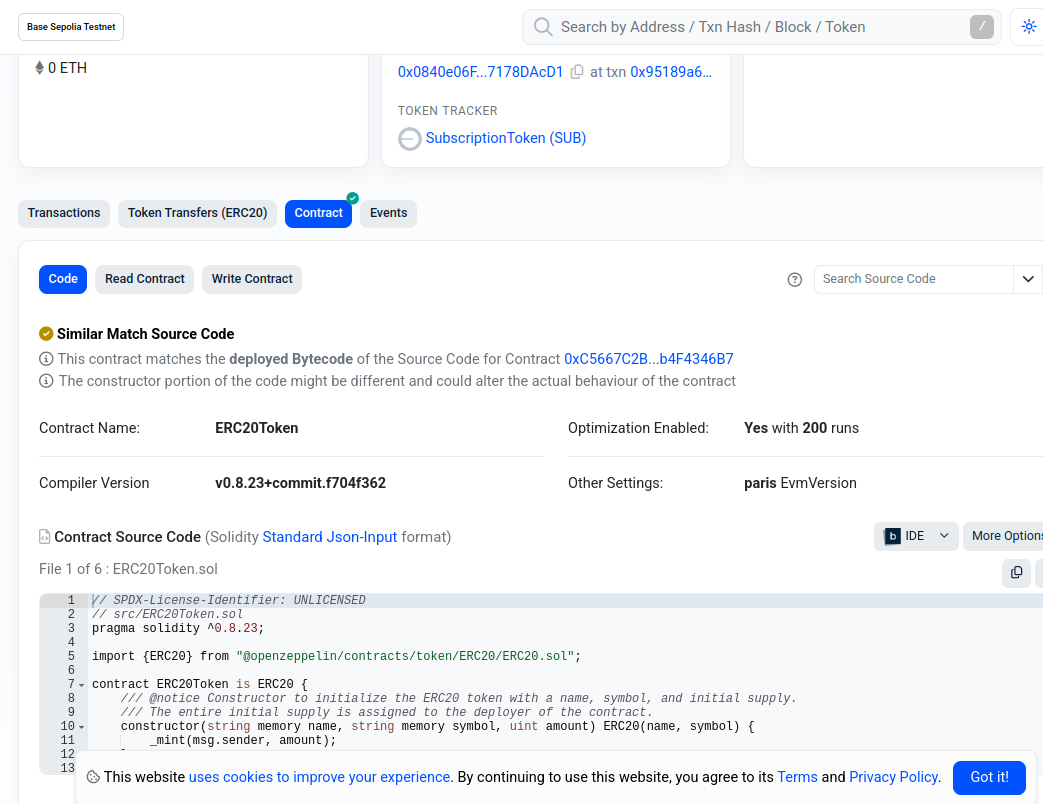 Base Sepolia Testnet
Search by Address / Txn Hash / Block / Token
/
0 ETH
0x0840e06F...7178DAcD1 at txn 0x95189a6...
TOKEN TRACKER
SubscriptionToken (SUB)
Transactions
Token Transfers (ERC20)
Contract
Events
Code
Read Contract
Write Contract
Search Source Code
Similar Match Source Code
This contract matches the deployed Bytecode of the Source Code for Contract 0xC5667C2B...b4F4346B7
The constructor portion of the code might be different and could alter the actual behaviour of the contract
Contract Name: ERC20Token
Optimization Enabled: Yes with 200 runs
Compiler Version v0.8.23+commit.f704f362
Other Settings: paris EvmVersion
Contract Source Code (Solidity Standard Json-Input format)
IDE
More Options
File 1 of 6 : ERC20Token.sol
1 // SPDX-License-Identifier: UNLICENSED
2 // src/ERC20Token.sol
3 pragma solidity ^0.8.23;
4
5 import {ERC20} from "@openzeppelin/contracts/token/ERC20/ERC20.sol";
6
7 contract ERC20Token is ERC20 {
8 /// @notice Constructor to initialize the ERC20 token with a name, symbol, and initial supply.
9 /// The entire initial supply is assigned to the deployer of the contract.
10 constructor(string memory name, string memory symbol, uint amount) ERC20(name, symbol) {
11 _mint(msg.sender, amount);
12
13
This website uses cookies to improve your experience. By continuing to use this website, you agree to its Terms and Privacy Policy.
Got it!